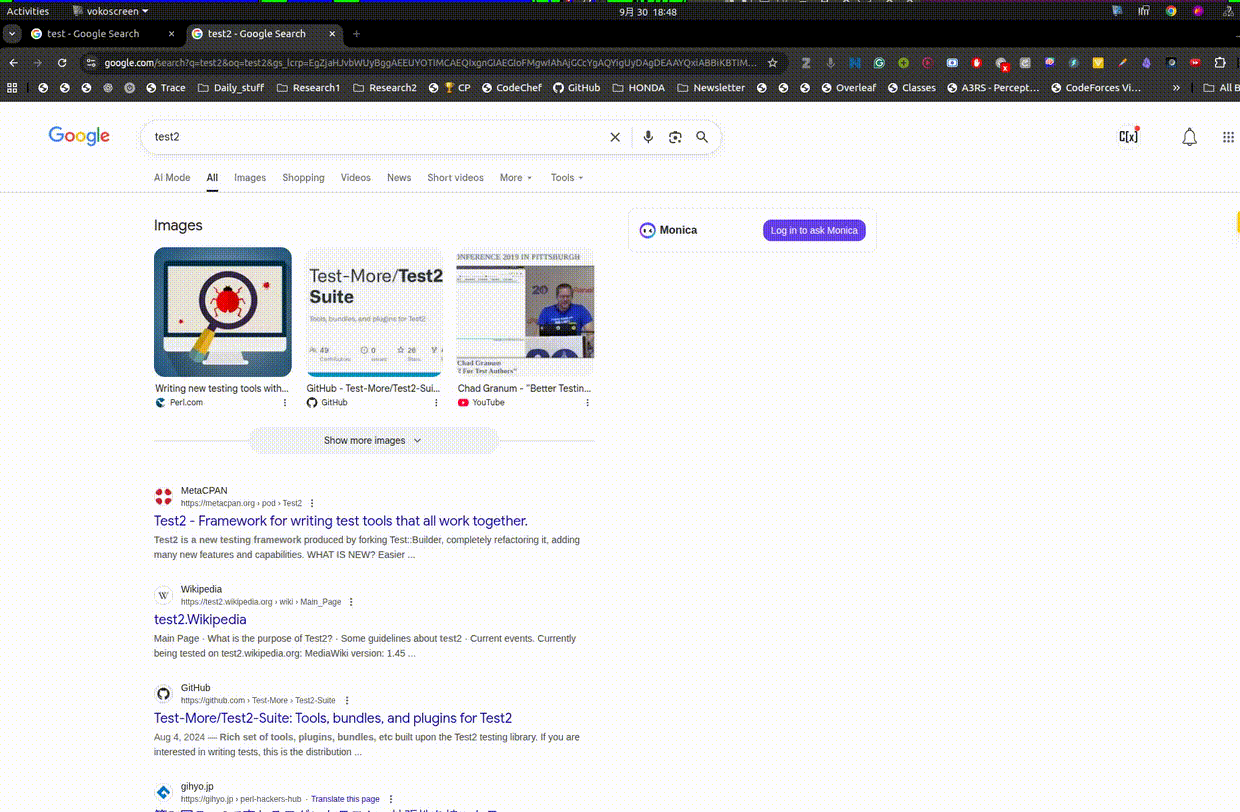 Activities
vokoscreen
9月 30 18:48
test - Google Search
test2 - Google Search
google.com/search?q=test2&oq=test2&gs_lcrp=
Trace
Daily_stuff
Research1
Research2
CP
CodeChef
GitHub
HONDA
Newsletter
Overleaf
Classes
A3RS - Percept...
CodeForces Vi...
»
All B
Google
test2
C[x]
AI Mode
All
Images
Shopping
Videos
News
Short videos
More
Tools
Images
Monica
Log in to ask Monica
Test-More/Test2
Suite
Tools, bundles, and plugins for Test2
49
0
26
Contributors
Stars
ONFERENCE 2019 IN PITTSBURGH
20
Chad Granum
? For Test Authors"
Writing new testing tools with...
Perl.com
GitHub - Test-More/Test2-Sui...
GitHub
Chad Granum - "Better Testin...
YouTube
Show more images
MetaCPAN
https://metacpan.org › pod › Test2
Test2 - Framework for writing test tools that all work together.
Test2 is a new testing framework produced by forking Test::Builder, completely refactoring it, adding
many new features and capabilities. WHAT IS NEW? Easier ...
W
Wikipedia
https://test2.wikipedia.org › wiki › Main_Page
test2.Wikipedia
Main Page · What is the purpose of Test2? · Some guidelines about test2 · Current events. Currently
being tested on test2.wikipedia.org: MediaWiki version: 1.45 ...
GitHub
https://github.com › Test-More › Test2-Suite
Test-More/Test2-Suite: Tools, bundles, and plugins for Test2
Aug 4, 2024 — Rich set of tools, plugins, bundles, etc built upon the Test2 testing library. If you are
interested in writing tests, this is the distribution ...
gihyo.jp
https://gihyo.jp › perl-hackers-hub · Translate this page